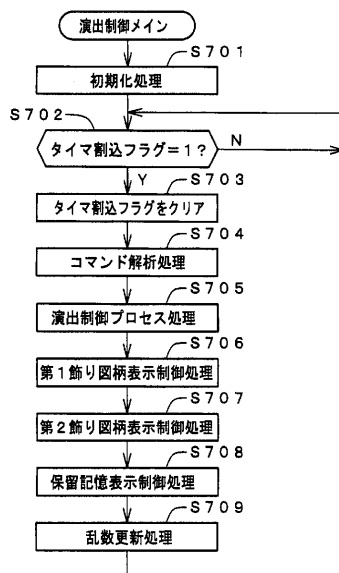 演出制御メイン
S701
初期化処理
S702
タイマ割込フラグ=1?
N
Y
S703
タイマ割込フラグをクリア
S704
コマンド解析処理
S705
演出制御プロセス処理
S706
第1飾り図柄表示制御処理
S707
第2飾り図柄表示制御処理
S708
保留記憶表示制御処理
S709
乱数更新処理